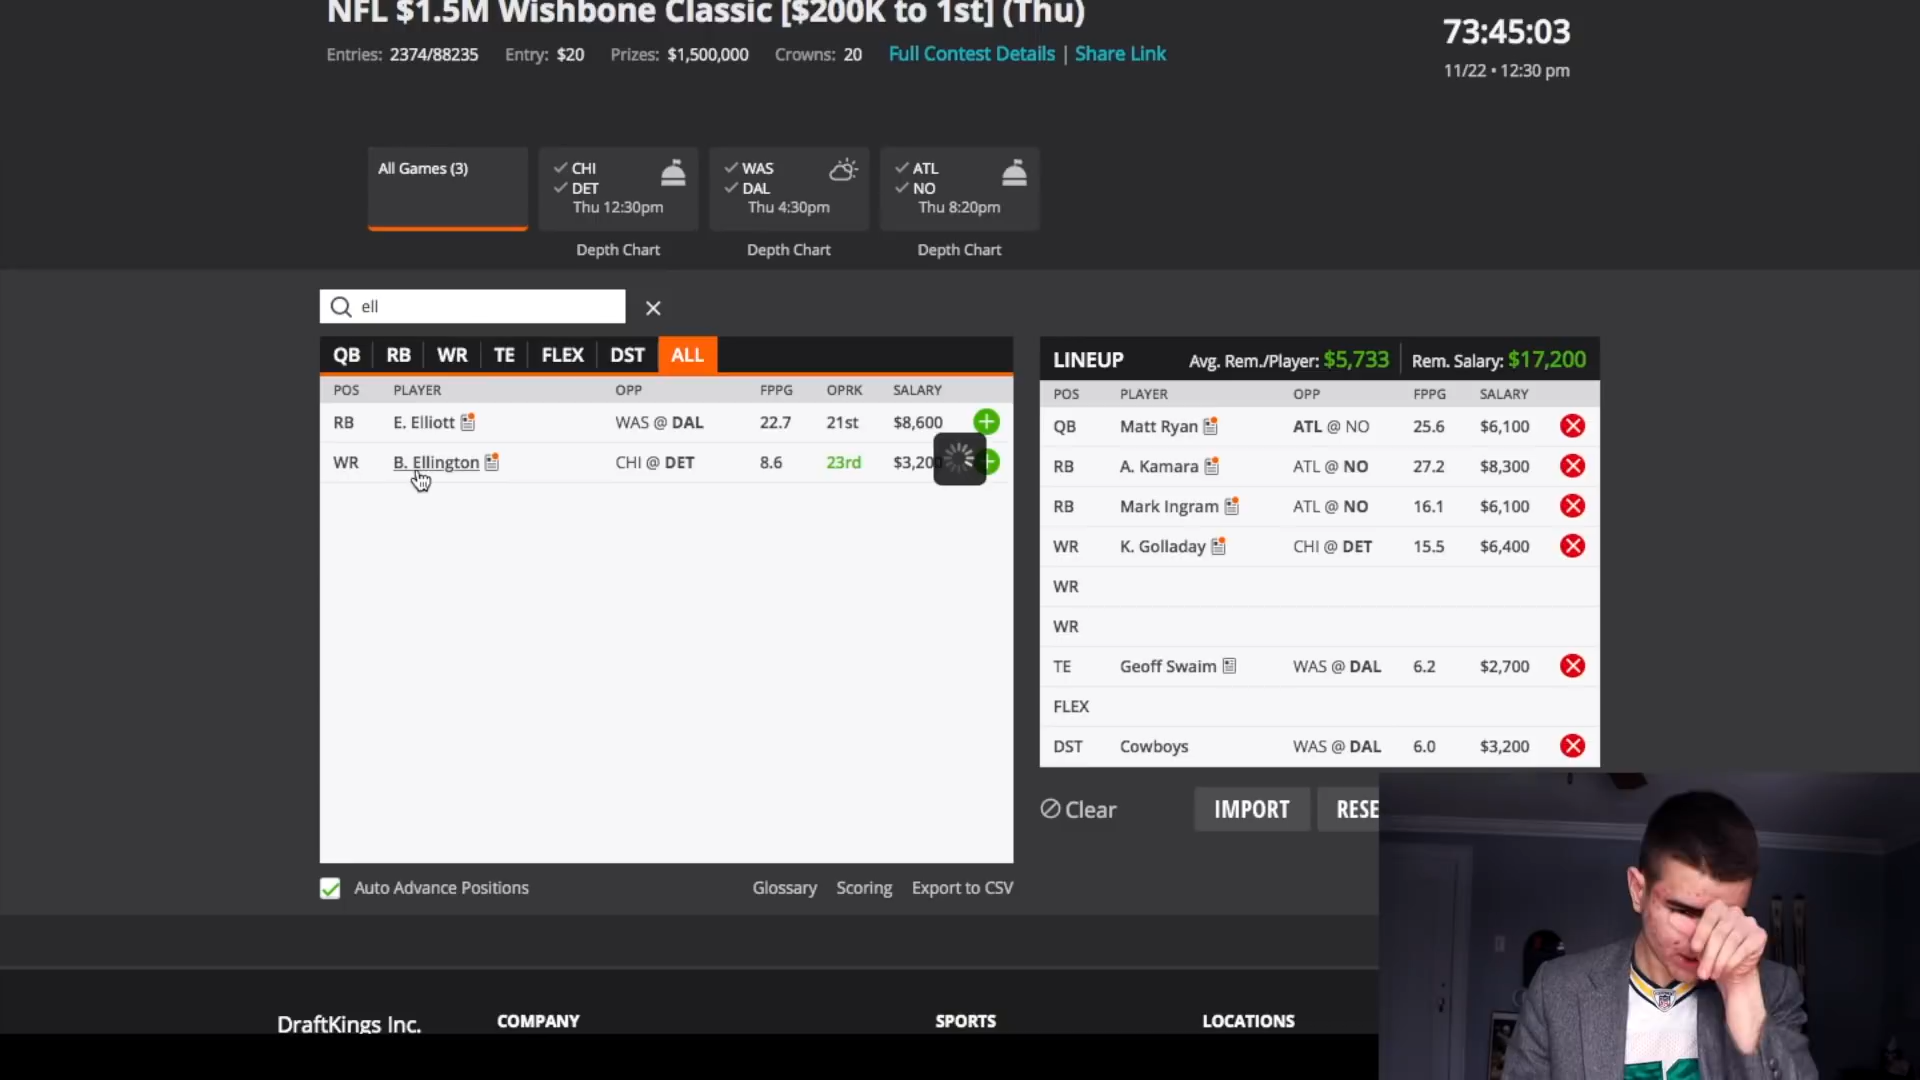 NFL $1.5M Wishbone Classic [$200K to 1st] (Thu)
Entries: 2374/88235 Entry: $20 Prizes: $1,500,000 Crowns: 20 Full Contest Details | Share Link
73:45:03
11/22 • 12:30 pm
All Games (3)
CHI
DET
Thu 12:30pm
Depth Chart
WAS
DAL
Thu 4:30pm
Depth Chart
ATL
NO
Thu 8:20pm
Depth Chart
ell
QB RB WR TE FLEX DST ALL
POS PLAYER OPP FPPG OPRK SALARY
RB E. Elliott WAS @ DAL 22.7 21st $8,600
WR B. Ellington CHI @ DET 8.6 23rd $3,200
Auto Advance Positions
Glossary Scoring Export to CSV
LINEUP Avg. Rem./Player: $5,733 Rem. Salary: $17,200
POS PLAYER OPP FPPG SALARY
QB Matt Ryan ATL @ NO 25.6 $6,100
RB A. Kamara ATL @ NO 27.2 $8,300
RB Mark Ingram ATL @ NO 16.1 $6,100
WR K. Golladay CHI @ DET 15.5 $6,400
WR
WR
TE Geoff Swaim WAS @ DAL 6.2 $2,700
FLEX
DST Cowboys WAS @ DAL 6.0 $3,200
Clear IMPORT RESE
DraftKings Inc. COMPANY SPORTS LOCATIONS